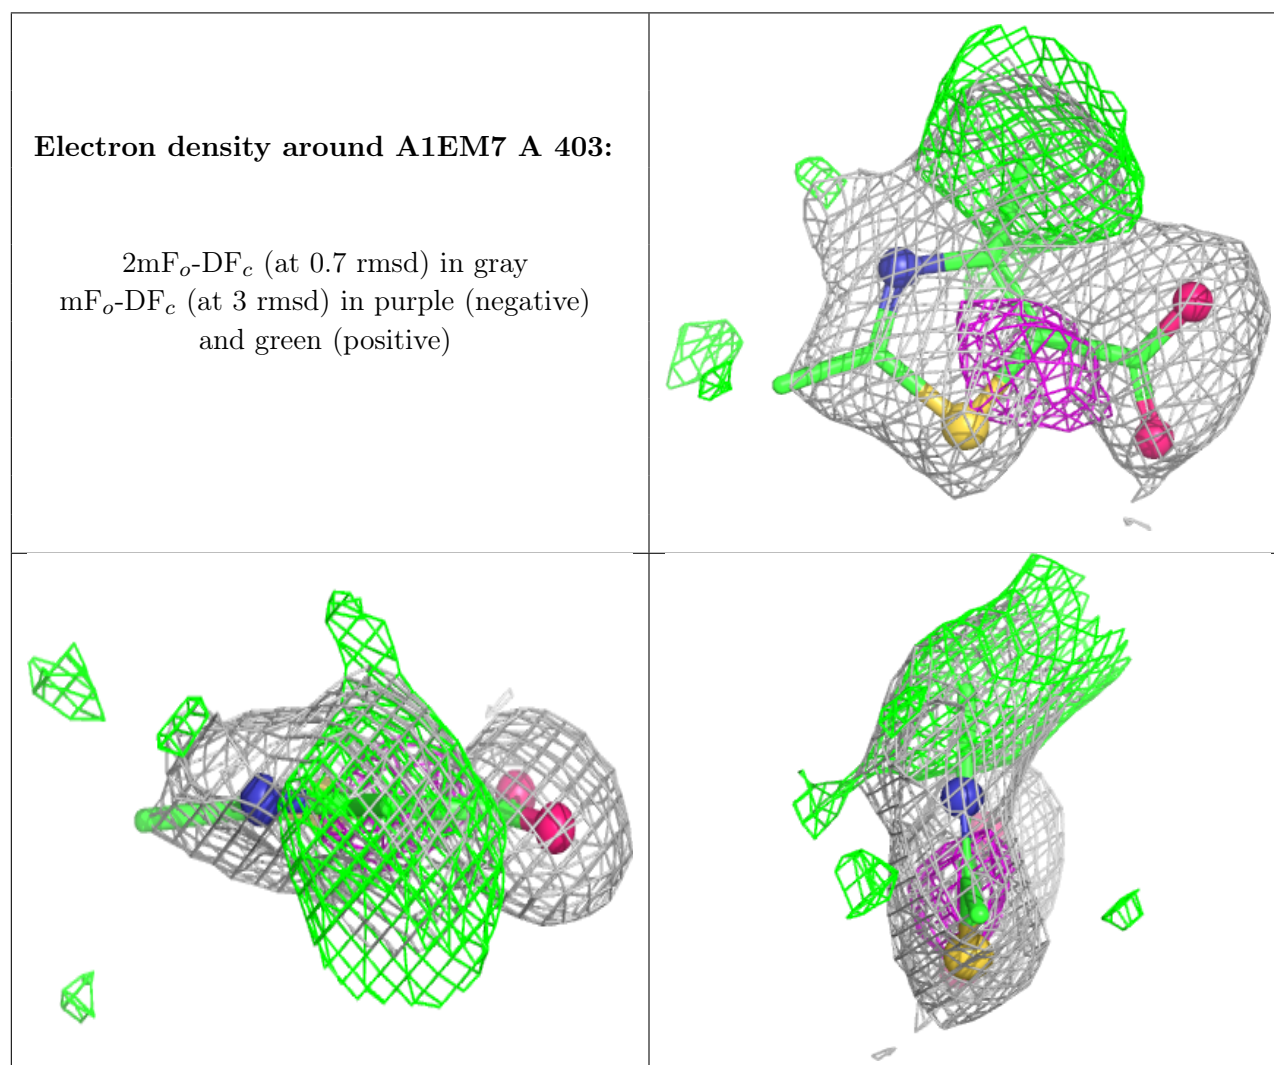 Electron density around A1EM7 A 403:
2mFo-DFc (at 0.7 rmsd) in gray
mFo-DFc (at 3 rmsd) in purple (negative)
and green (positive)